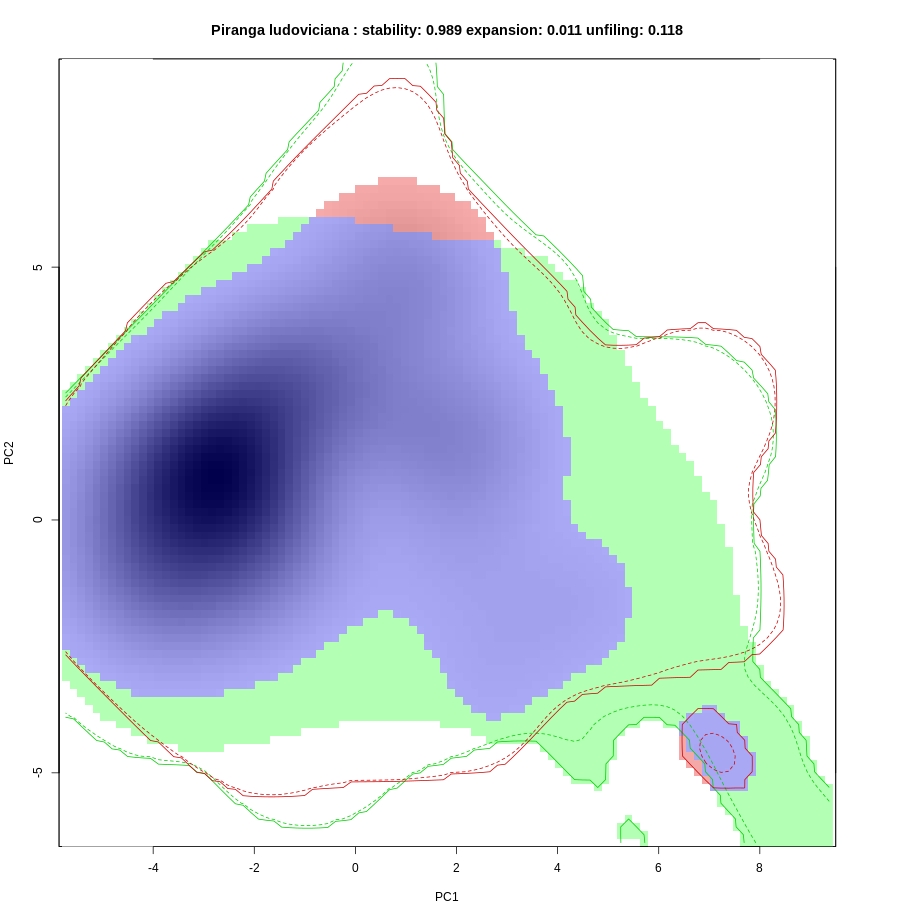 Piranga ludoviciana : stability: 0.989 expansion: 0.011 unfiling: 0.118
5
0
-5
PC2
-4 -2 0 2 4 6 8
PC1